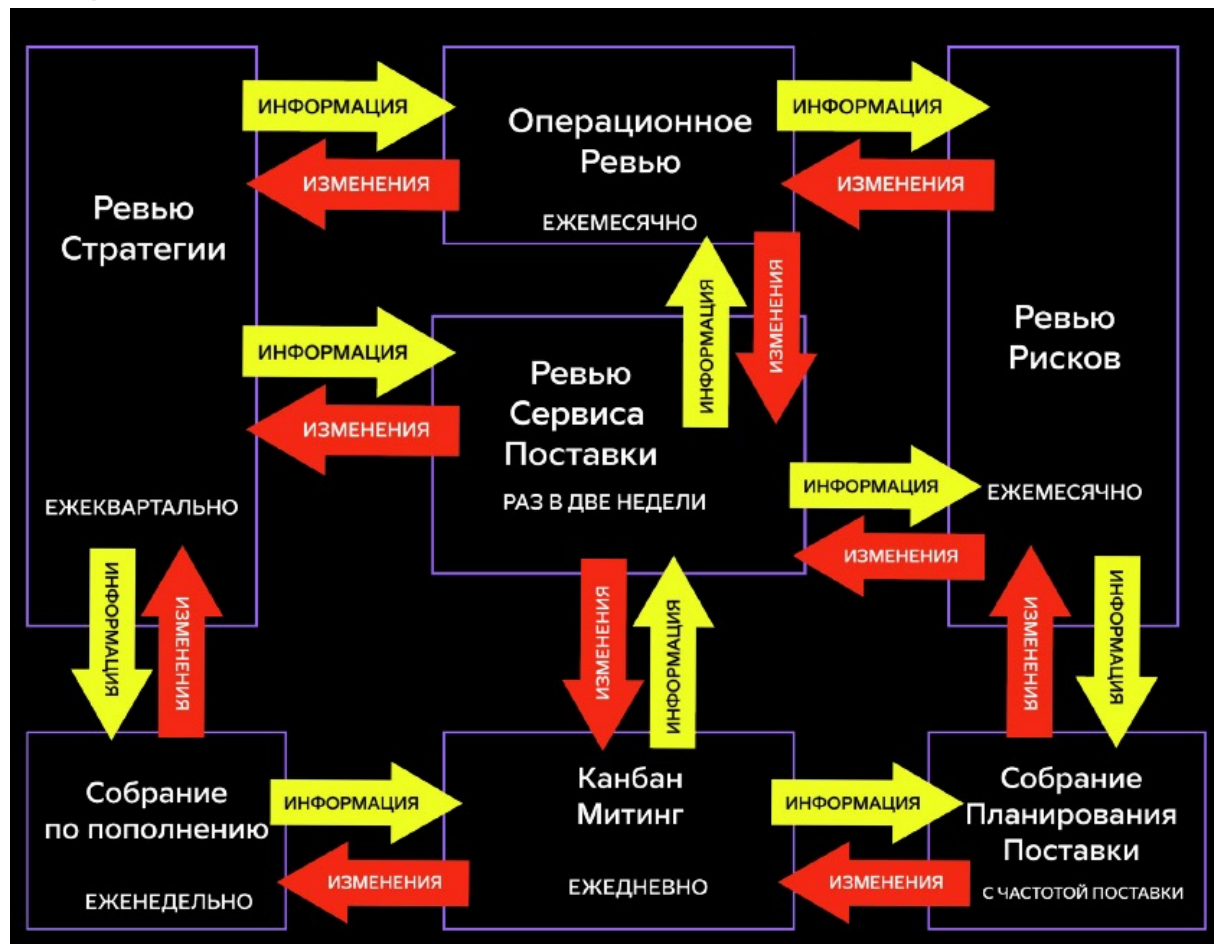 ИНФОРМАЦИЯ
ИЗМЕНЕНИЯ
Операционное
Ревью
ЕЖЕМЕСЯЧНО
ИНФОРМАЦИЯ
ИЗМЕНЕНИЯ
Ревью
Стратегии
ЕЖЕКВАРТАЛЬНО
ИНФОРМАЦИЯ
ИЗМЕНЕНИЯ
ИНФОРМАЦИЯ
ИЗМЕНЕНИЯ
Ревью
Сервиса
Поставки
РАЗ В ДВЕ НЕДЕЛИ
Ревью
Рисков
ЕЖЕМЕСЯЧНО
ИНФОРМАЦИЯ
ИЗМЕНЕНИЯ
ИНФОРМАЦИЯ
ИЗМЕНЕНИЯ
ИЗМЕНЕНИЯ
ИНФОРМАЦИЯ
ИЗМЕНЕНИЯ
ИНФОРМАЦИЯ
Собрание
по пополнению
ЕЖЕНЕДЕЛЬНО
ИНФОРМАЦИЯ
ИЗМЕНЕНИЯ
Канбан
Митинг
ЕЖЕДНЕВНО
ИНФОРМАЦИЯ
ИЗМЕНЕНИЯ
Собрание
Планирования
Поставки
С ЧАСТОТОЙ ПОСТАВКИ